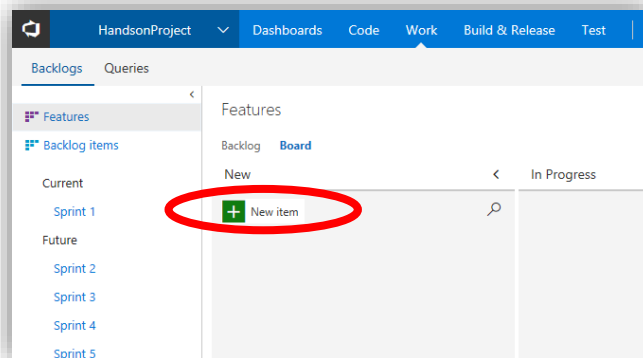 HandsonProject Dashboards Code Work Build & Release Test
Backlogs Queries
Features
Backlog items
Current
Sprint 1
Future
Sprint 2
Sprint 3
Sprint 4
Sprint 5
Features
Backlog Board
New In Progress
New item